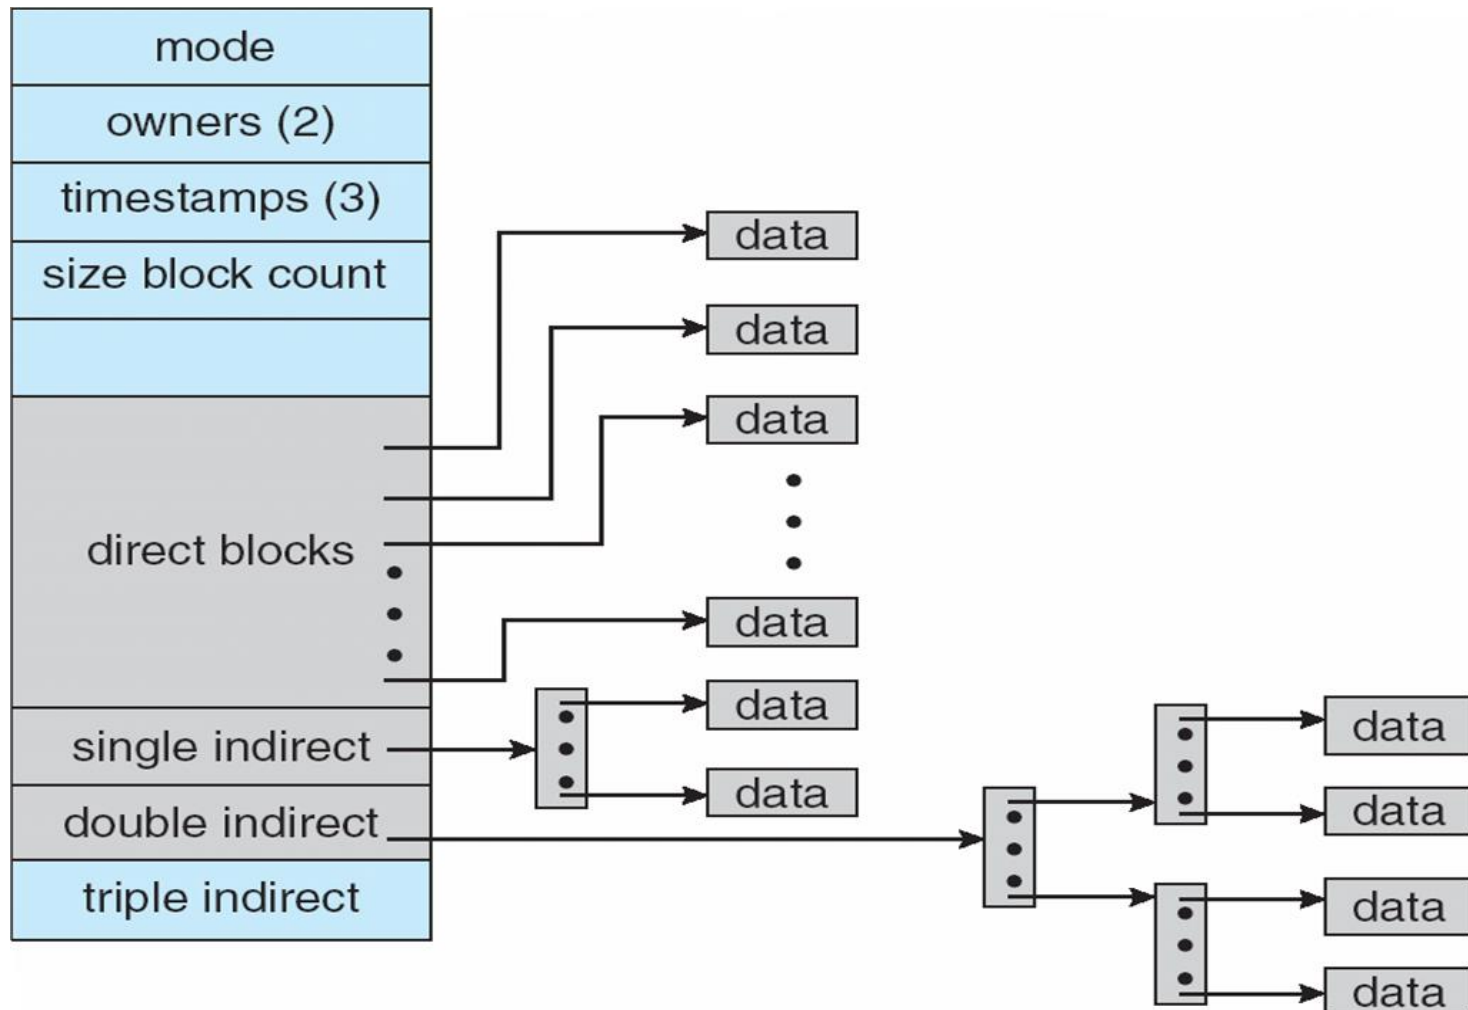 mode
owners (2)
timestamps (3)
size block count
direct blocks
single indirect
double indirect
triple indirect
data
data
data
data
data
data
data
data
data
data